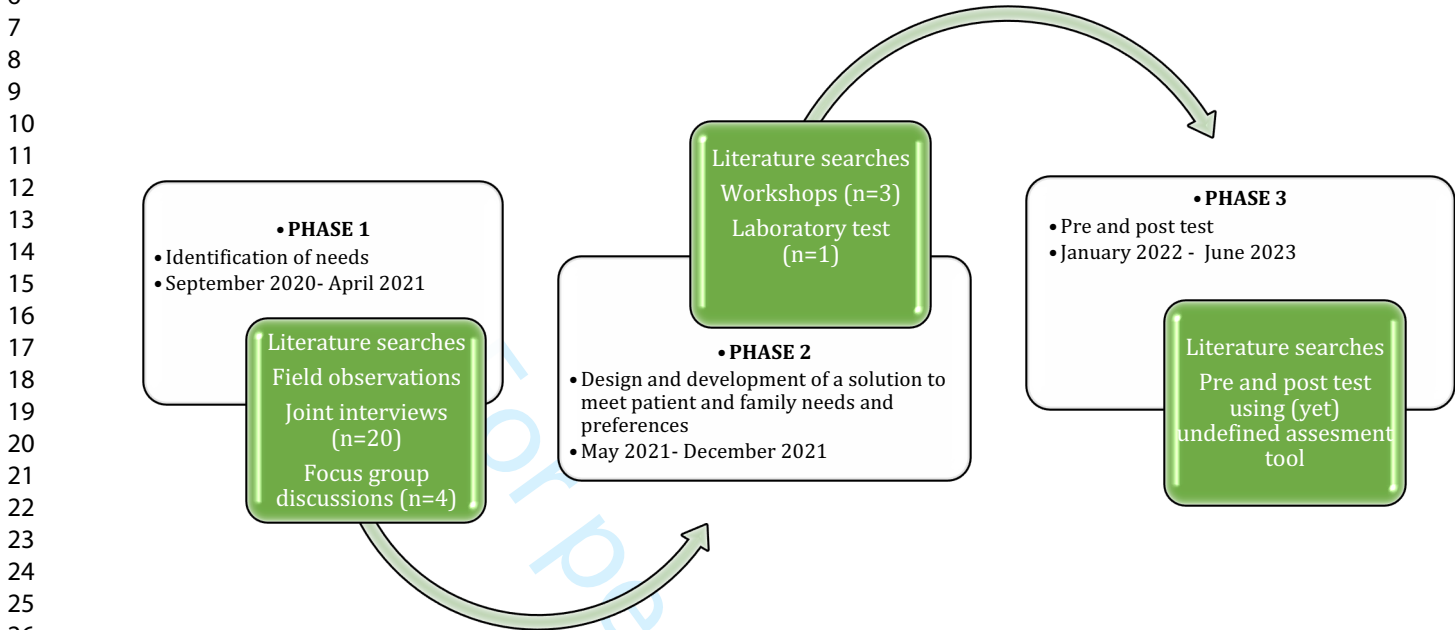 6
7
8
9
10
11
12
13
14
15
16
17
18
19
20
21
22
23
24
25
26
• PHASE 1
• Identification of needs
• September 2020- April 2021
Literature searches
Field observations
Joint interviews
(n=20)
Focus group
discussions (n=4)
Literature searches
Workshops (n=3)
Laboratory test
(n=1)
• PHASE 2
• Design and development of a solution to
meet patient and family needs and
preferences
• May 2021- December 2021
• PHASE 3
• Pre and post test
• January 2022 - June 2023
Literature searches
Pre and post test
using (yet)
undefined assesment
tool
For pe